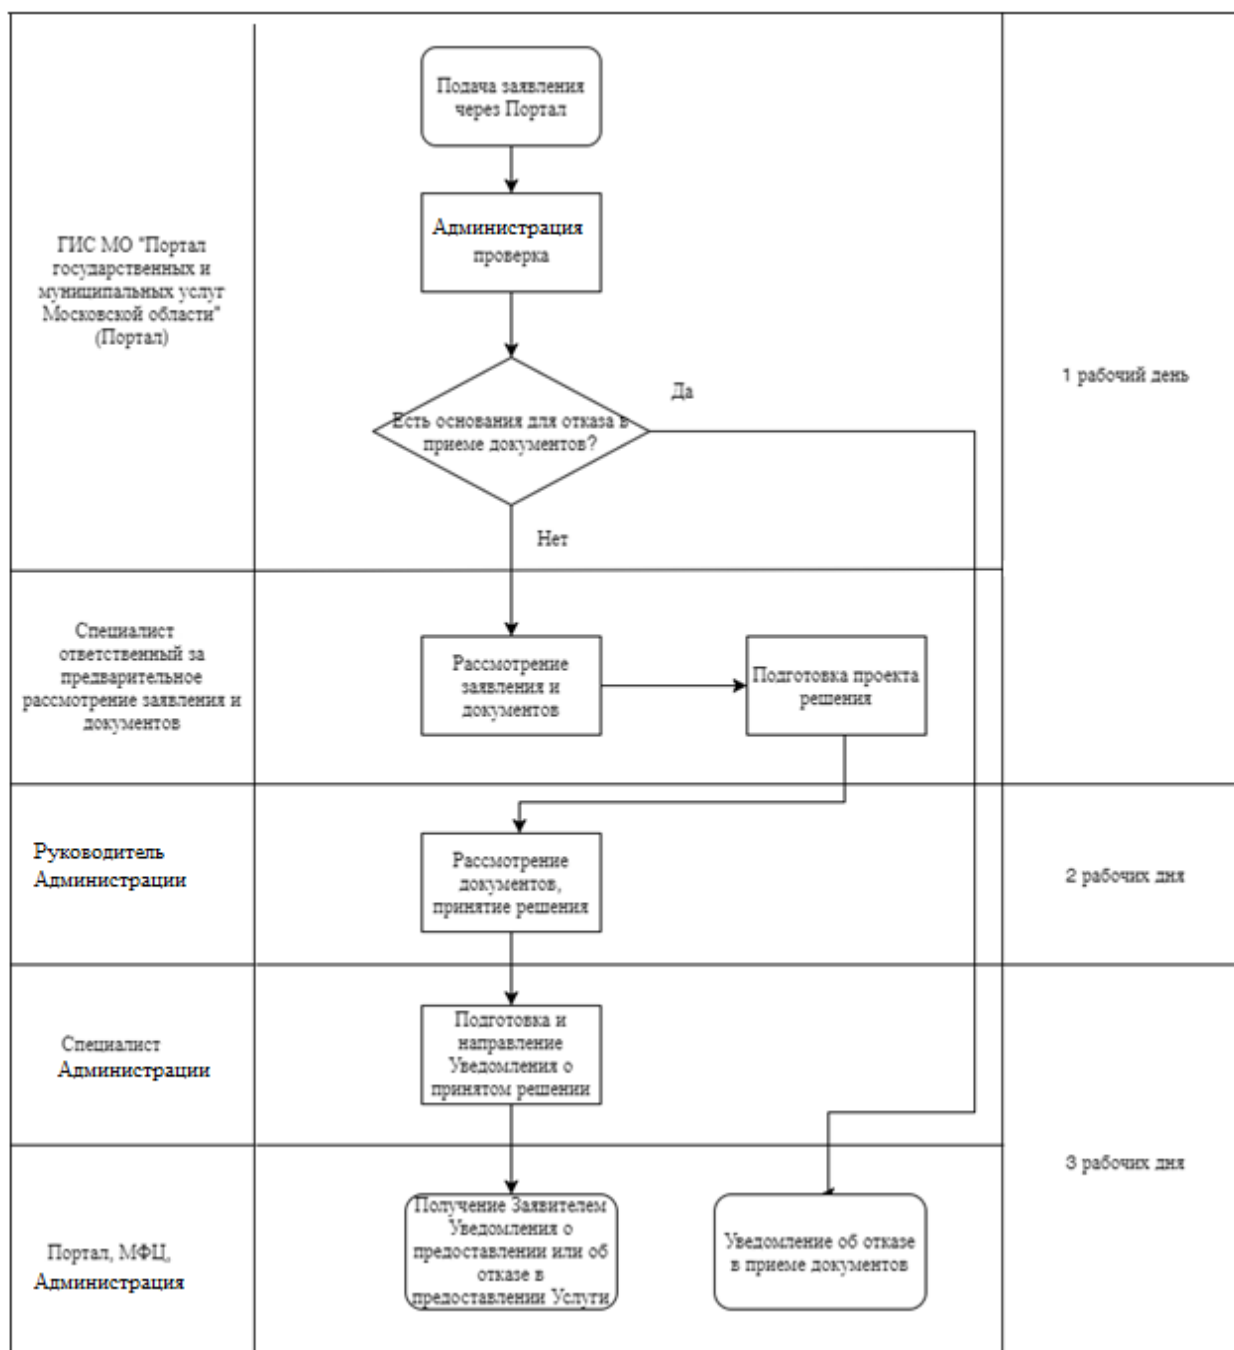 Подача заявления
через Портал
Администрация
проверка
ГИС МО "Портал
государственных и
муниципальных услуг
Московской области"
(Портал)
1 рабочий день
Да
Есть основания для отказа в
приеме документов?
Нет
Специалист
ответственный за
предварительное
рассмотрение заявления и
документов
Рассмотрение
заявления и
документов
Подготовка проекта
решения
Руководитель
Администрации
Рассмотрение
документов,
принятие решения
2 рабочих дня
Специалист
Администрации
Подготовка и
направление
Уведомления о
принятом решении
3 рабочих дня
Портал, МФЦ,
Администрация
Получение Заявителем
Уведомления о
предоставлении или об
отказе в
предоставлении Услуги
Уведомление об отказе
в приеме документов